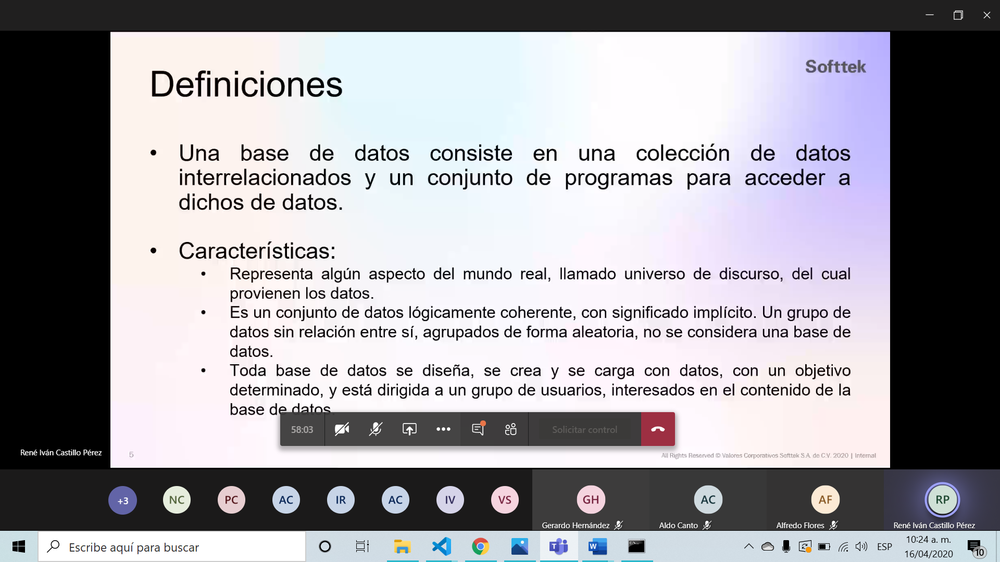 Softtek
Definiciones
• Una base de datos consiste en una colección de datos
interrelacionados y un conjunto de programas para acceder a
dichos de datos.
• Características:
• Representa algún aspecto del mundo real, llamado universo de discurso, del cual
provienen los datos.
• Es un conjunto de datos lógicamente coherente, con significado implícito. Un grupo de
datos sin relación entre sí, agrupados de forma aleatoria, no se considera una base de
datos.
• Toda base de datos se diseña, se crea y se carga con datos, con un objetivo
determinado, y está dirigida a un grupo de usuarios, interesados en el contenido de la
base de datos.
58:03
Solicitar control
René Iván Castillo Pérez
5
All Rights Reserved © Valores Corporativos Softtek S.A. de C.V. 2020 | Internal
+3 NC PC AC IR AC IV VS GH AC AF RP
Gerardo Hernández Aldo Canto Alfredo Flores René Iván Castillo Pérez
Escribe aquí para buscar
ESP
10:24 a. m.
16/04/2020
10